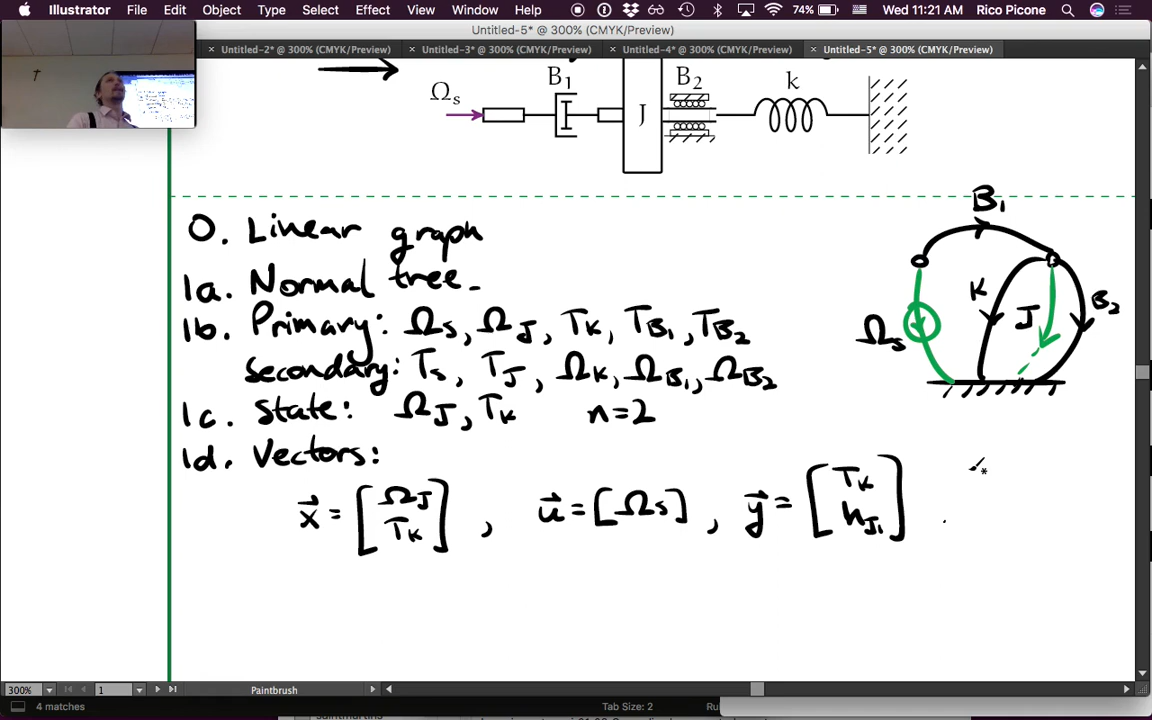 Illustrator File Edit Object Type Select Effect View Window Help 74% Wed 11:21 AM Rico Picone
Untitled-5* @ 300% (CMYK/Preview)
Untitled-2* @ 300% (CMYK/Preview) Untitled-3* @ 300% (CMYK/Preview) Untitled-4* @ 300% (CMYK/Preview) Untitled-5* @ 300% (CMYK/Preview)
Ωs B1 J B2 k
0. Linear graph
1a. Normal tree.
1b. Primary: Ωs, ΩJ, TK, TB1, TB2
secondary: Ts, TJ, ΩK, ΩB1, ΩB2
1c. State: ΩJ, TK n=2
1d. Vectors:
x⃗ = [ΩJ TK], u⃗ = [Ωs], y⃗ = [TK hJ1]
B1
K
J
B2
Ωs
300% 1 Paintbrush
4 matches Tab Size: 2